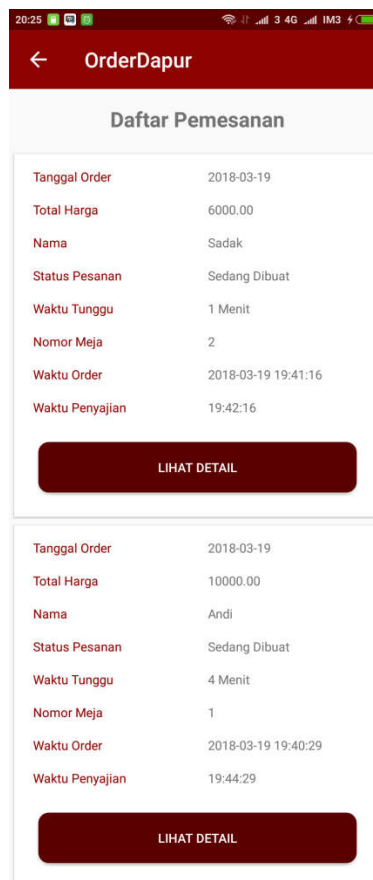 20:25 3 4G IM3
OrderDapur
Daftar Pemesanan
Tanggal Order 2018-03-19
Total Harga 6000.00
Nama Sadak
Status Pesanan Sedang Dibuat
Waktu Tunggu 1 Menit
Nomor Meja 2
Waktu Order 2018-03-19 19:41:16
Waktu Penyajian 19:42:16
LIHAT DETAIL
Tanggal Order 2018-03-19
Total Harga 10000.00
Nama Andi
Status Pesanan Sedang Dibuat
Waktu Tunggu 4 Menit
Nomor Meja 1
Waktu Order 2018-03-19 19:40:29
Waktu Penyajian 19:44:29
LIHAT DETAIL